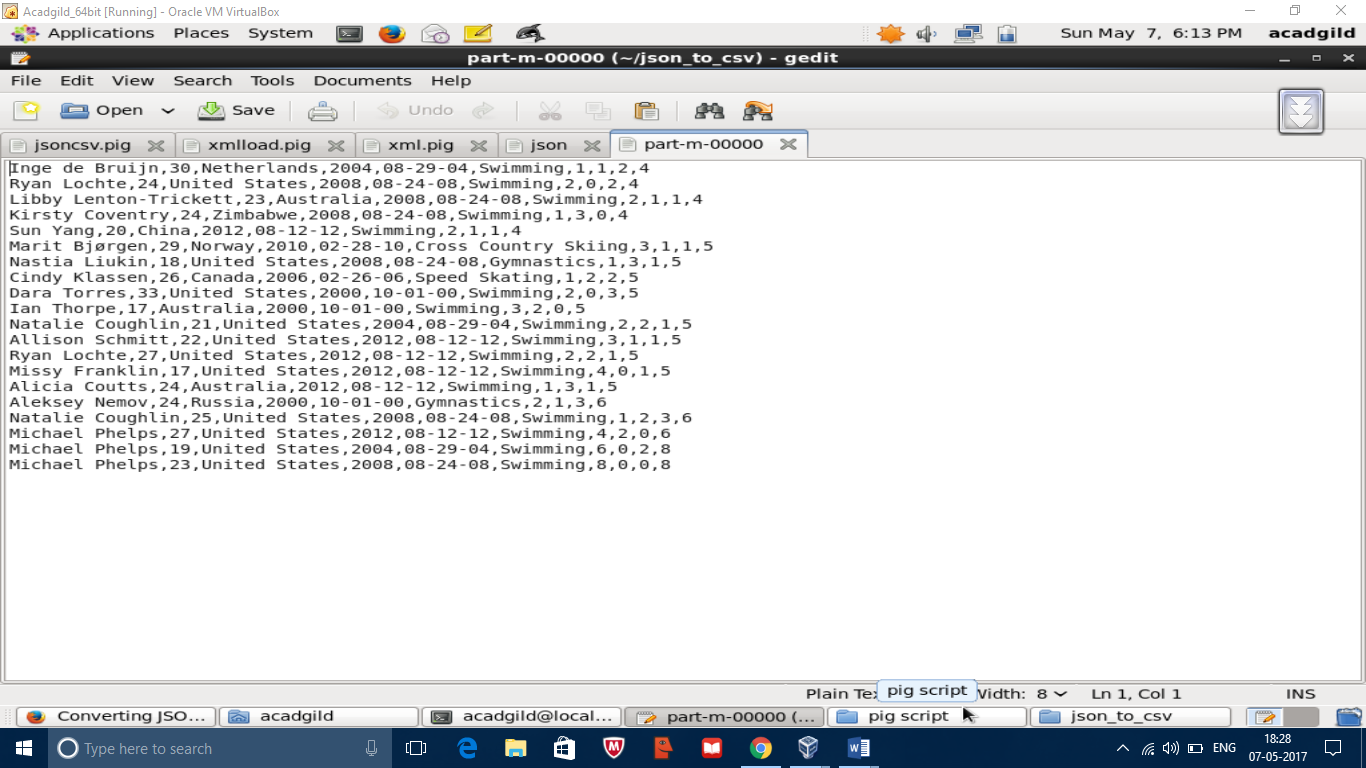 Acadgild_64bit [Running] - Oracle VM VirtualBox
Applications Places System Sun May 7, 6:13 PM acadgild
part-m-00000 (~/json_to_csv) - gedit
File Edit View Search Tools Documents Help
Open Save Undo
jsoncsv.pig xmlload.pig xml.pig json part-m-00000
Inge de Bruijn,30,Netherlands,2004,08-29-04,Swimming,1,1,2,4
Ryan Lochte,24,United States,2008,08-24-08,Swimming,2,0,2,4
Libby Lenton-Trickett,23,Australia,2008,08-24-08,Swimming,2,1,1,4
Kirsty Coventry,24,Zimbabwe,2008,08-24-08,Swimming,1,3,0,4
Sun Yang,20,China,2012,08-12-12,Swimming,2,1,1,4
Marit Bjørgen,29,Norway,2010,02-28-10,Cross Country Skiing,3,1,1,5
Nastia Liukin,18,United States,2008,08-24-08,Gymnastics,1,3,1,5
Cindy Klassen,26,Canada,2006,02-26-06,Speed Skating,1,2,2,5
Dara Torres,33,United States,2000,10-01-00,Swimming,2,0,3,5
Ian Thorpe,17,Australia,2000,10-01-00,Swimming,3,2,0,5
Natalie Coughlin,21,United States,2004,08-29-04,Swimming,2,2,1,5
Allison Schmitt,22,United States,2012,08-12-12,Swimming,3,1,1,5
Ryan Lochte,27,United States,2012,08-12-12,Swimming,2,2,1,5
Missy Franklin,17,United States,2012,08-12-12,Swimming,4,0,1,5
Alicia Coutts,24,Australia,2012,08-12-12,Swimming,1,3,1,5
Aleksey Nemov,24,Russia,2000,10-01-00,Gymnastics,2,1,3,6
Natalie Coughlin,25,United States,2008,08-24-08,Swimming,1,2,3,6
Michael Phelps,27,United States,2012,08-12-12,Swimming,4,2,0,6
Michael Phelps,19,United States,2004,08-29-04,Swimming,6,0,2,8
Michael Phelps,23,United States,2008,08-24-08,Swimming,8,0,0,8
Plain Te pig script Width: 8 Ln 1, Col 1 INS
Converting JSO... acadgild acadgild@local... part-m-00000 (... pig script json_to_csv
Type here to search ENG 18:28
07-05-2017